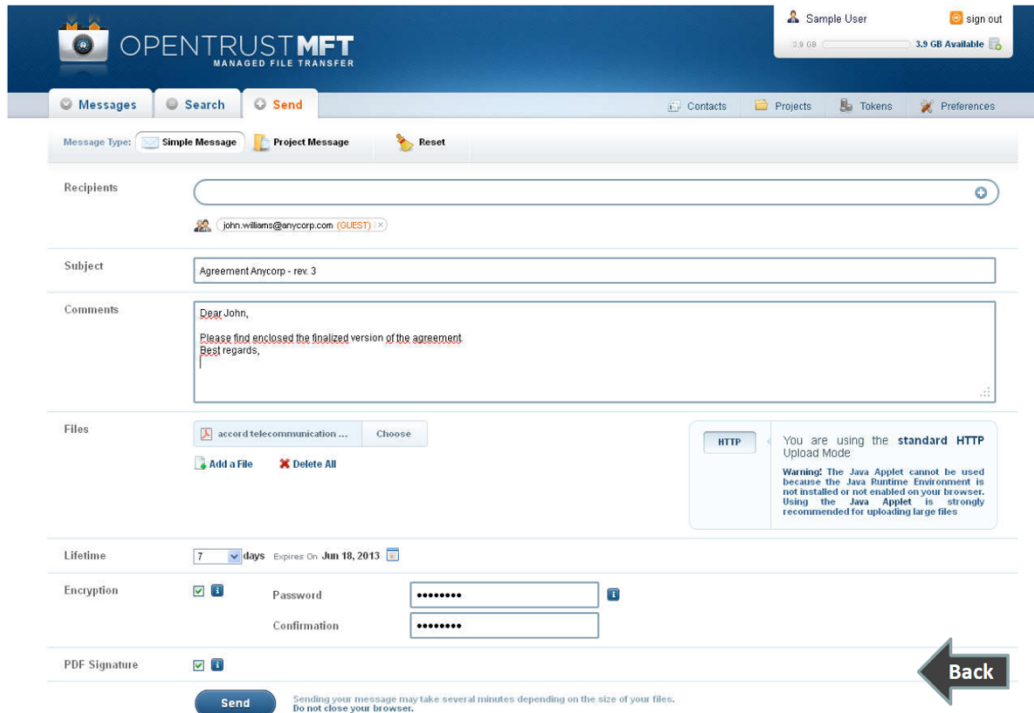 Sample User sign out
OPENTRUST MFT
MANAGED FILE TRANSFER
3.9 GB 3.9 GB Available
Messages Search Send Contacts Projects Tokens Preferences
Message Type: Simple Message Project Message Reset
Recipients
john.williams@anycorp.com (GUEST) ×
Subject Agreement Anycorp - rev. 3
Comments Dear John,
Please find enclosed the finalized version of the agreement.
Best regards,
Files accord telecommunication ... Choose
Add a File Delete All
HTTP
You are using the standard HTTP
Upload Mode
Warning! The Java Applet cannot be used
because the Java Runtime Environment is
not installed or not enabled on your browser.
Using the Java Applet is strongly
recommended for uploading large files
Lifetime 7 days Expires On Jun 18, 2013
Encryption Password ••••••••
Confirmation ••••••••
PDF Signature
Back
Send Sending your message may take several minutes depending on the size of your files.
Do not close your browser.